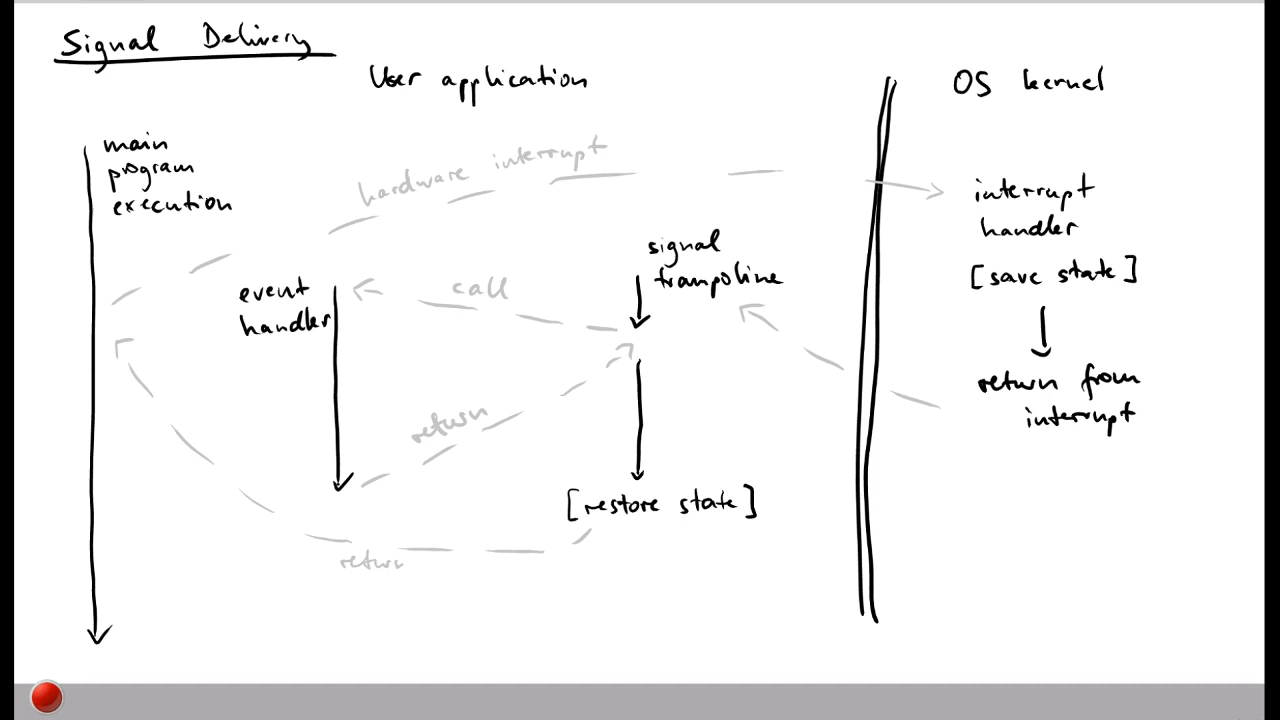 Signal Delivery
User application
OS kernel
main
program
execution
hardware interrupt
interrupt
handler
[save state]
signal
trampoline
call
event
handler
return from
interrupt
return
[restore state]
return